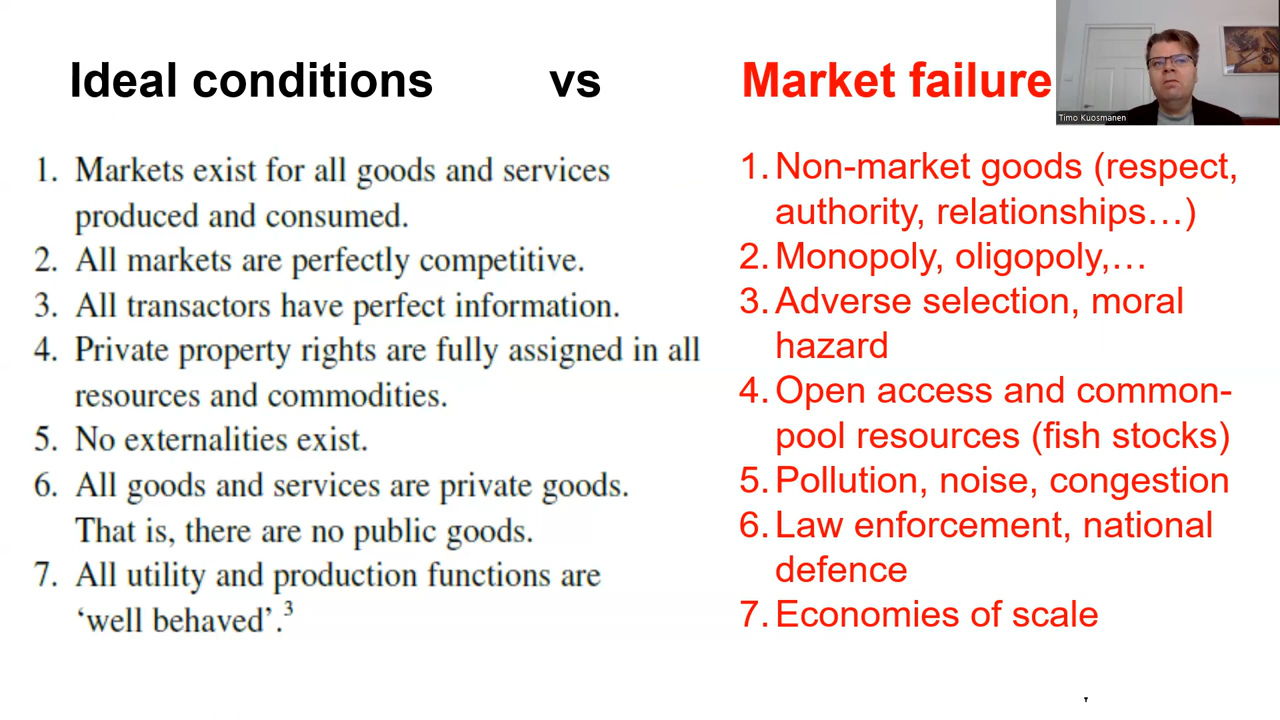 Ideal conditions vs Market failure
Timo Kuosmanen
1. Markets exist for all goods and services
produced and consumed.
2. All markets are perfectly competitive.
3. All transactors have perfect information.
4. Private property rights are fully assigned in all
resources and commodities.
5. No externalities exist.
6. All goods and services are private goods.
That is, there are no public goods.
7. All utility and production functions are
‘well behaved’.³
1. Non-market goods (respect,
authority, relationships…)
2. Monopoly, oligopoly,…
3. Adverse selection, moral
hazard
4. Open access and common-
pool resources (fish stocks)
5. Pollution, noise, congestion
6. Law enforcement, national
defence
7. Economies of scale